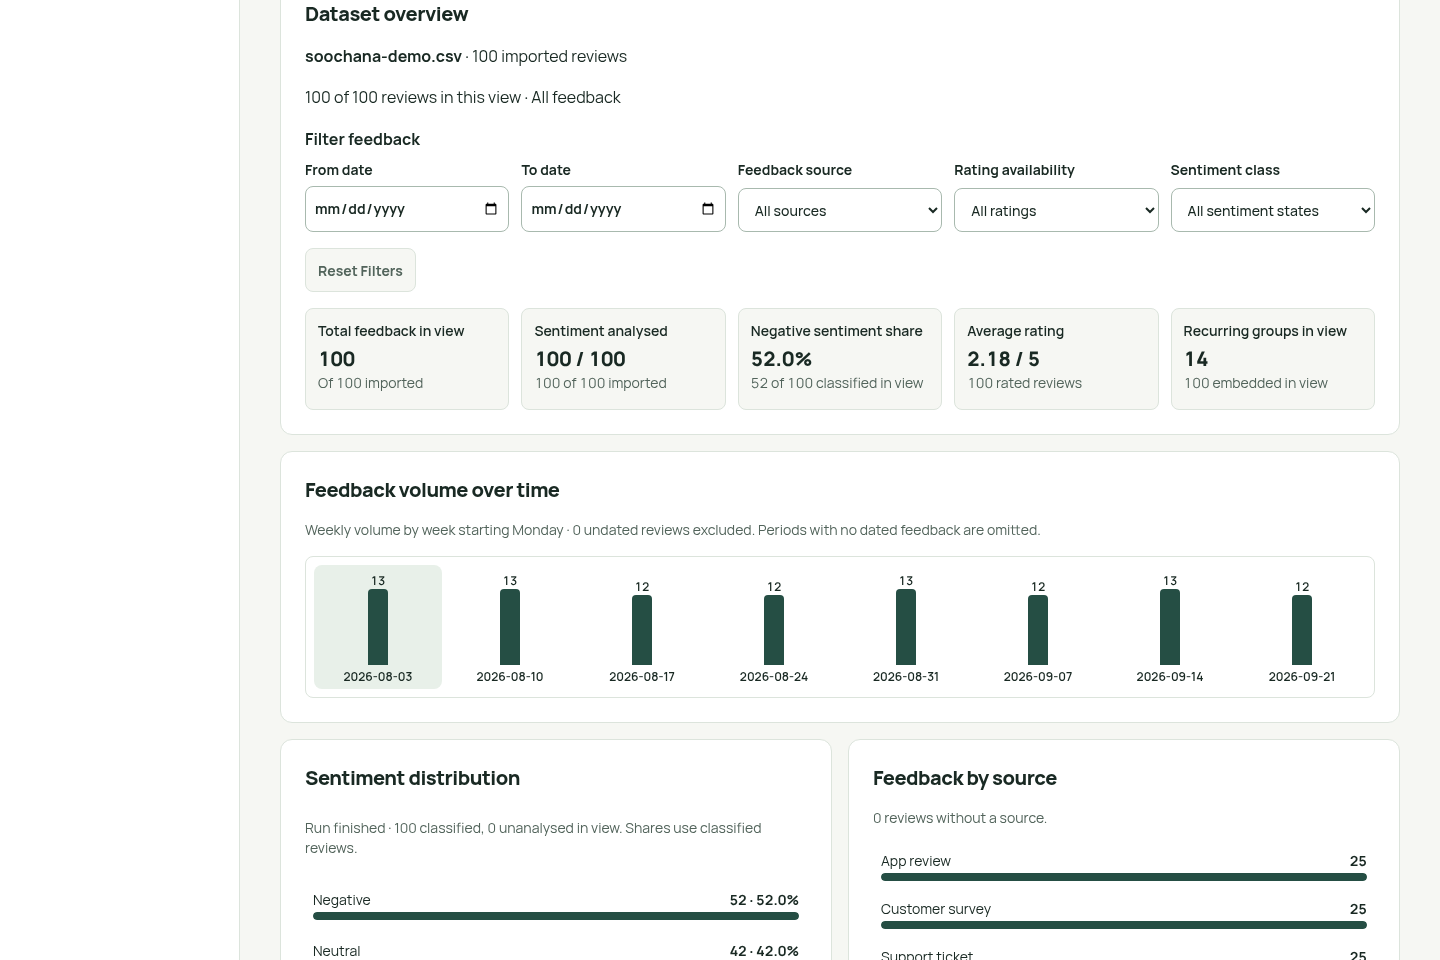 Dataset overview
soochana-demo.csv · 100 imported reviews
100 of 100 reviews in this view · All feedback
Filter feedback
From date
To date
Feedback source
Rating availability
Sentiment class
mm/dd/yyyy
mm/dd/yyyy
All sources
All ratings
All sentiment states
Reset Filters
Total feedback in view
100
Of 100 imported
Sentiment analysed
100 / 100
100 of 100 imported
Negative sentiment share
52.0%
52 of 100 classified in view
Average rating
2.18 / 5
100 rated reviews
Recurring groups in view
14
100 embedded in view
Feedback volume over time
Weekly volume by week starting Monday · 0 undated reviews excluded. Periods with no dated feedback are omitted.
13
13
12
12
13
12
13
12
2026-08-03
2026-08-10
2026-08-17
2026-08-24
2026-08-31
2026-09-07
2026-09-14
2026-09-21
Sentiment distribution
Run finished · 100 classified, 0 unanalysed in view. Shares use classified
reviews.
Negative
52 · 52.0%
Neutral
42 · 42.0%
Feedback by source
0 reviews without a source.
App review
25
Customer survey
25
Support ticket
25